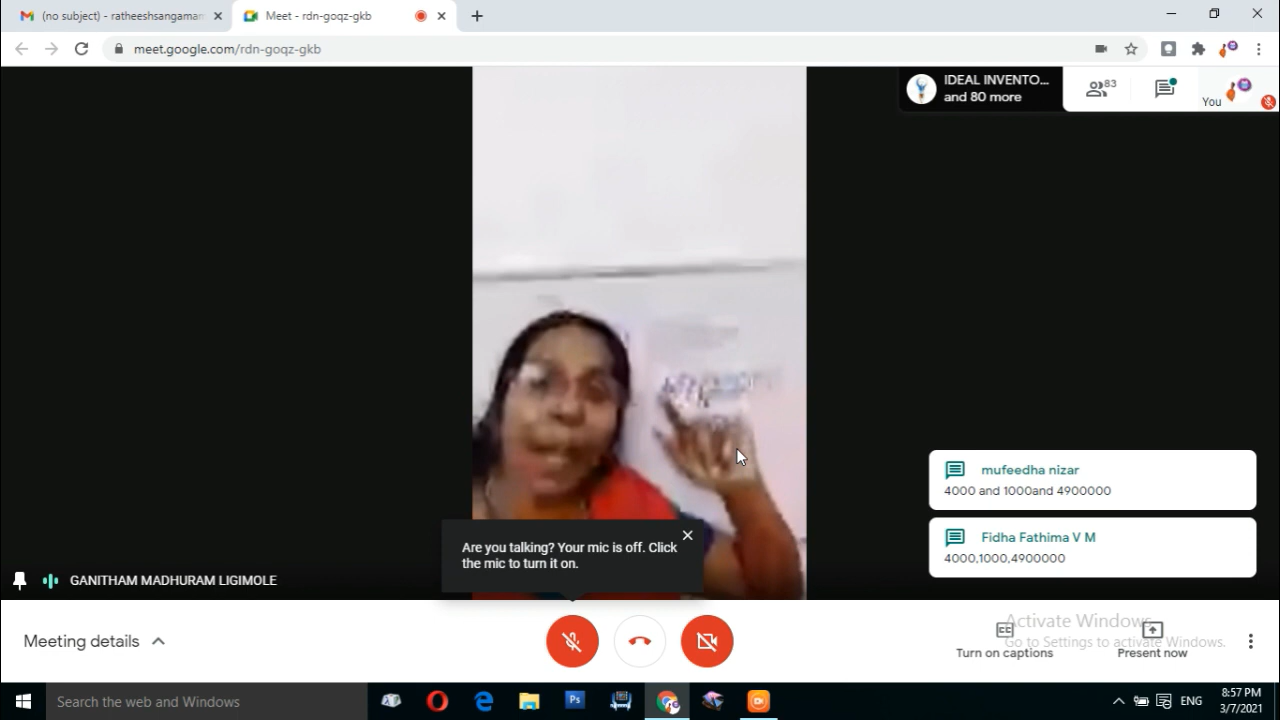 (no subject) - ratheeshsangamam
Meet - rdn-goqz-gkb
meet.google.com/rdn-goqz-gkb
IDEAL INVENTO...
and 80 more
83
You
mufeedha nizar
4000 and 1000and 4900000
Fidha Fathima V M
4000,1000,4900000
Are you talking? Your mic is off. Click
the mic to turn it on.
GANITHAM MADHURAM LIGIMOLE
Meeting details
Turn on captions
Present now
Activate Windows
Go to Settings to activate Windows.
Search the web and Windows
ENG
8:57 PM
3/7/2021